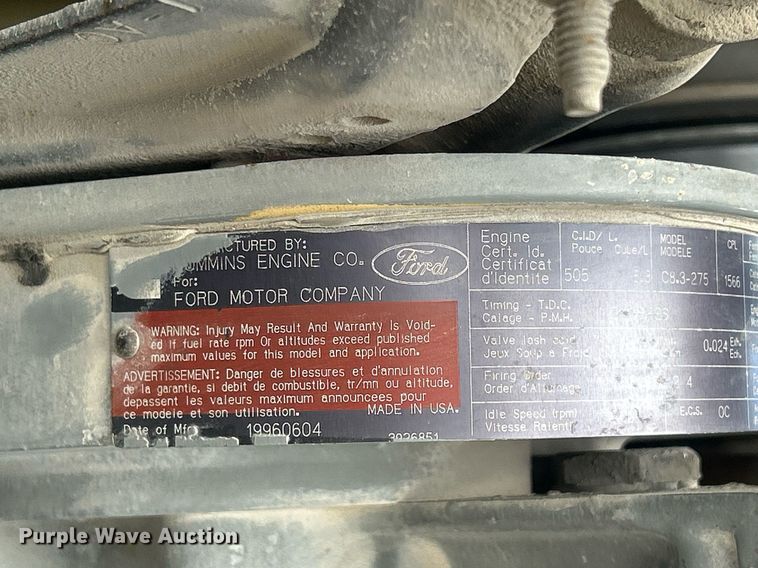 BY:
ENGINE CO.
Ford
For:
FORD MOTOR COMPANY
WARNING: Injury May Result And Warranty Is Void-
ed if fuel rate rpm Or altitudes exceed published
maximum values for this model and application.
ADVERTISSEMENT: Danger de blessures et d'annulation
de la garantie, si debit de combustible, tr/mn ou altitude,
depassent les valeurs maximum announcees pour
ce modele et son utilisation. MADE IN U.S.A.
Date of Mfg 19960604
3926851
Engine
Cert. Id.
Certificat
d'Identite
C.I.D/ L.
Pouce Cube/L
505
MODEL
MODELE
C8.3-275
CPL
1566
Timing - T.D.C.
Calage - P.M.H.
Valve lash cold
Jeux Soup a Froid
0.024 Exh.
Ech.
Firing Order
Order d'Allumage
4
Idle Speed (rpm)
Vitesse Ralenti
E.C.S. OC
Purple Wave Auction